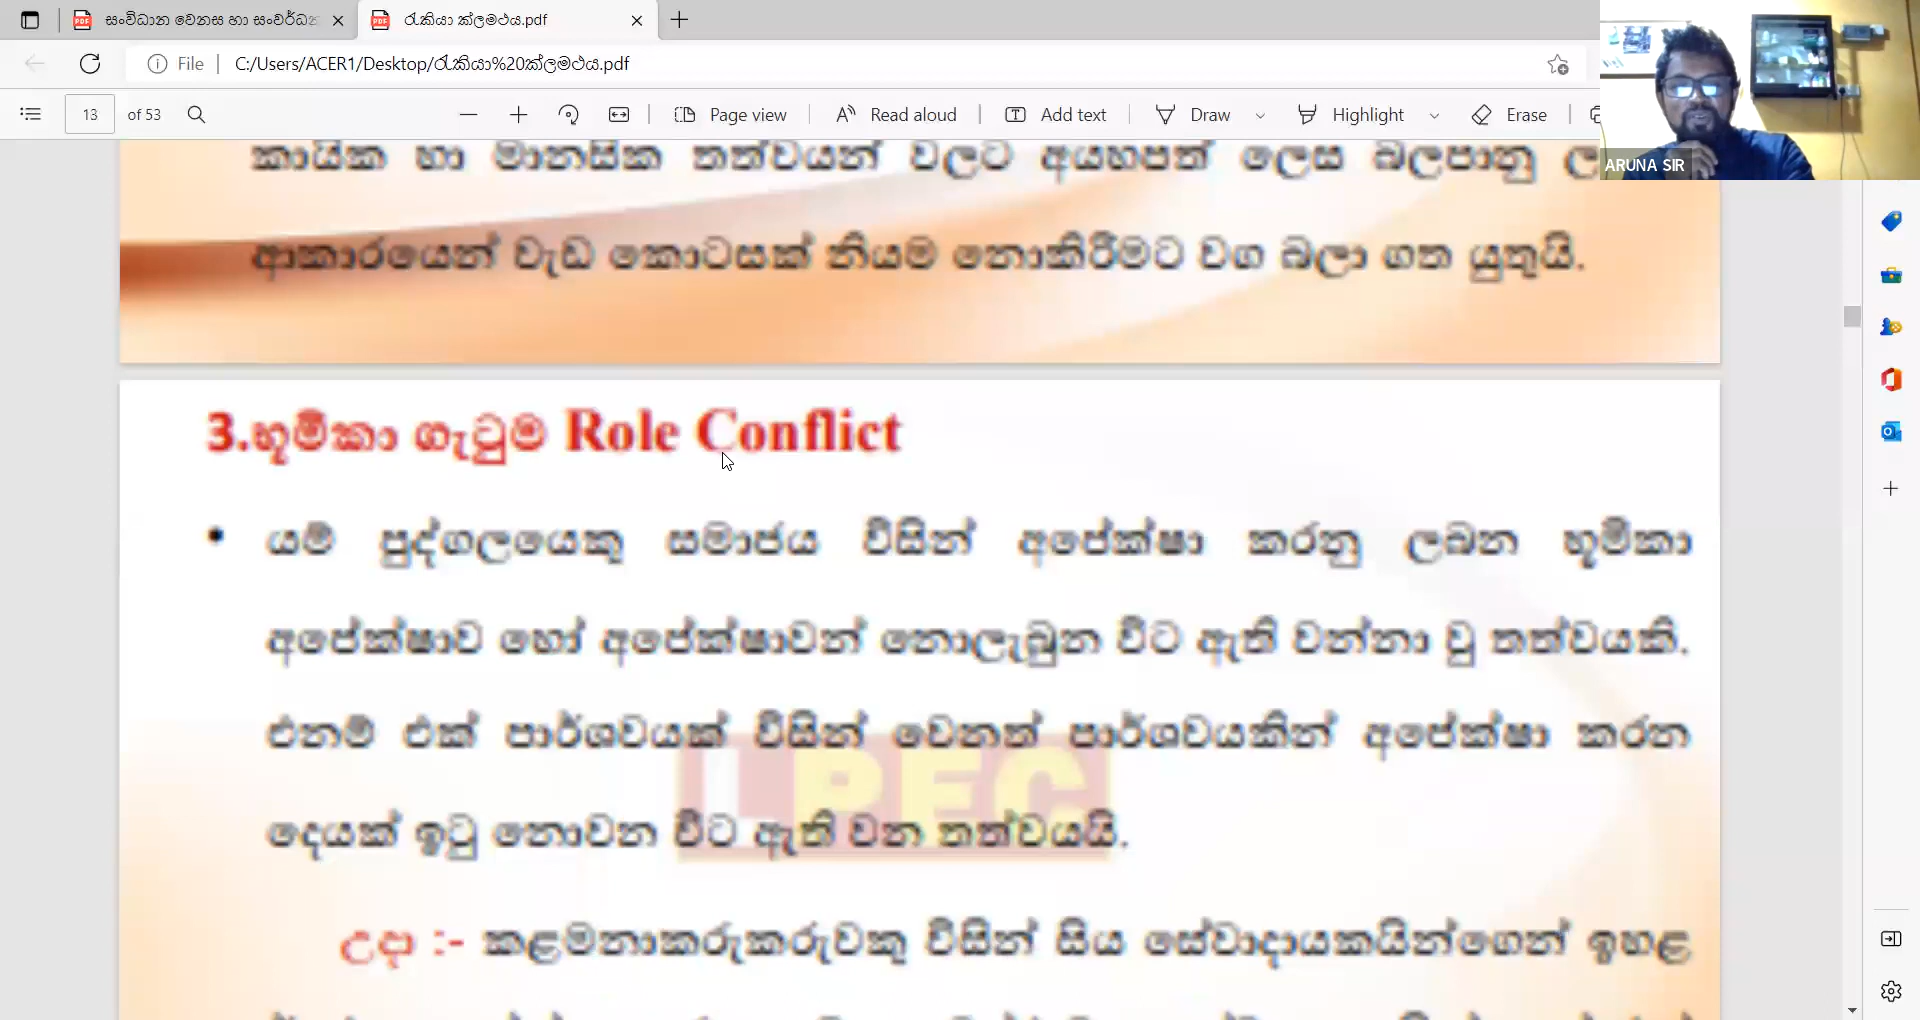 සංවිධාන වෙනස හා සංවර්ධන
රැකියා ක්ලමථය.pdf
File
C:/Users/ACER1/Desktop/රැකියා%20ක්ලමථය.pdf
13 of 53
Page view
Read aloud
Add text
Draw
Highlight
Erase
ARUNA SIR
කායික හා මානසික තත්වයන් වලට අයහපත් ලෙස බලපානු ල
ආකාරයෙන් වැඩ කොටසක් නියම නොකිරීමට වග බලා ගත යුතුයි.
3.භූමිකා ගැටුම Role Conflict
• යම් පුද්ගලයෙකු සමාජය විසින් අපේක්ෂා කරනු ලබන භූමිකා
අපේක්ෂාව හෝ අපේක්ෂාවන් නොලැබුන විට ඇති වන්නා වු තත්වයකි.
එනම් එක් පාර්ශවයක් විසින් වෙනත් පාර්ශවයකින් අපේක්ෂා කරන
දෙයක් ඉටු නොවන විට ඇති වන තත්වයයි.
LPEC
උදා :- කළමනාකරුකරුවකු විසින් සිය සේවාදායකයින්ගෙන් ඉහළ